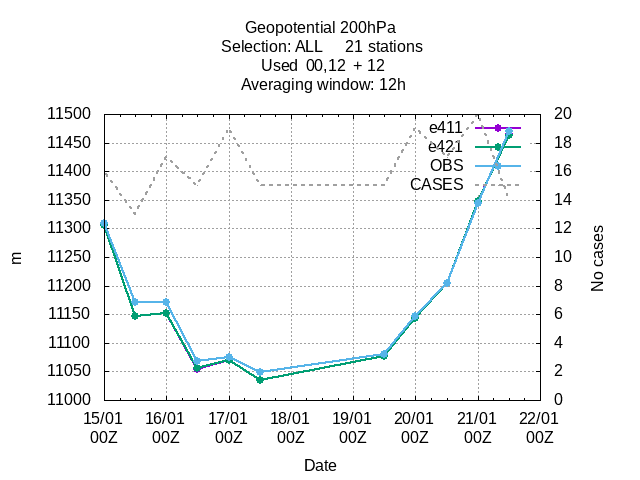 Geopotential 200hPa
Selection: ALL     21 stations
Used  00,12  + 12
Averaging window: 12h
11500
11450
11400
11350
11300
11250
11200
11150
11100
11050
11000
m
20
18
16
14
12
10
8
6
4
2
0
No cases
e411
e421
OBS
CASES
15/01 16/01 17/01 18/01 19/01 20/01 21/01 22/01
00Z 00Z 00Z 00Z 00Z 00Z 00Z 00Z
Date